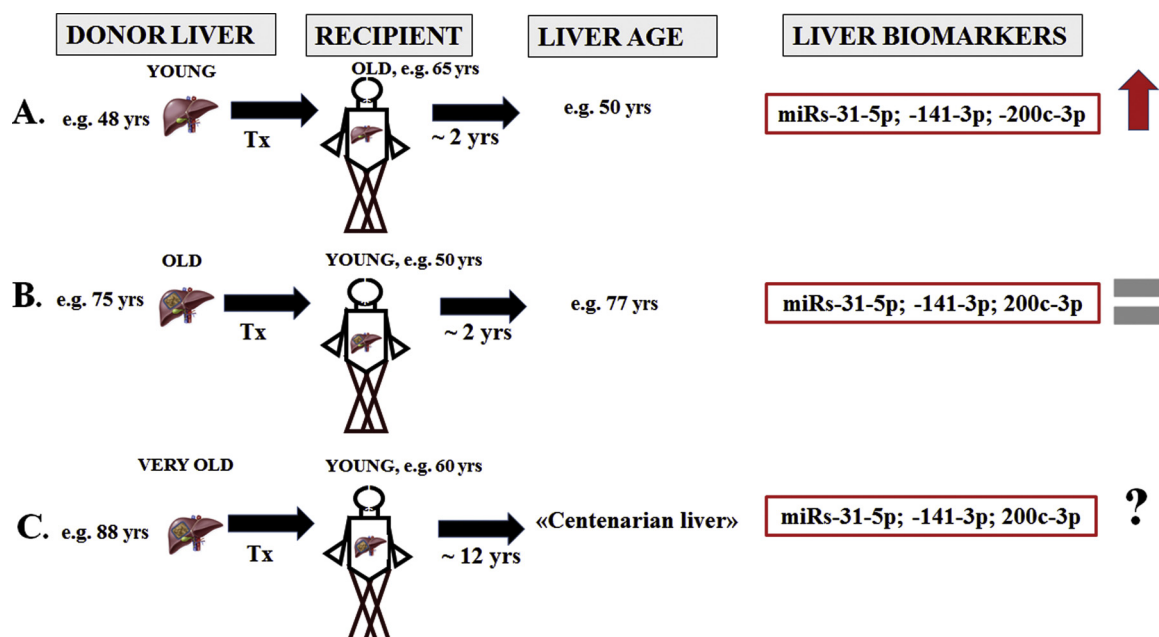 DONOR LIVER
RECIPIENT
LIVER AGE
LIVER BIOMARKERS
A.
YOUNG
e.g. 48 yrs
Tx
OLD, e.g. 65 yrs
~ 2 yrs
e.g. 50 yrs
miRs-31-5p; -141-3p; -200c-3p
B.
OLD
e.g. 75 yrs
Tx
YOUNG, e.g. 50 yrs
~ 2 yrs
e.g. 77 yrs
miRs-31-5p; -141-3p; 200c-3p
C.
VERY OLD
e.g. 88 yrs
Tx
YOUNG, e.g. 60 yrs
~ 12 yrs
«Centenarian liver»
miRs-31-5p; -141-3p; 200c-3p
?